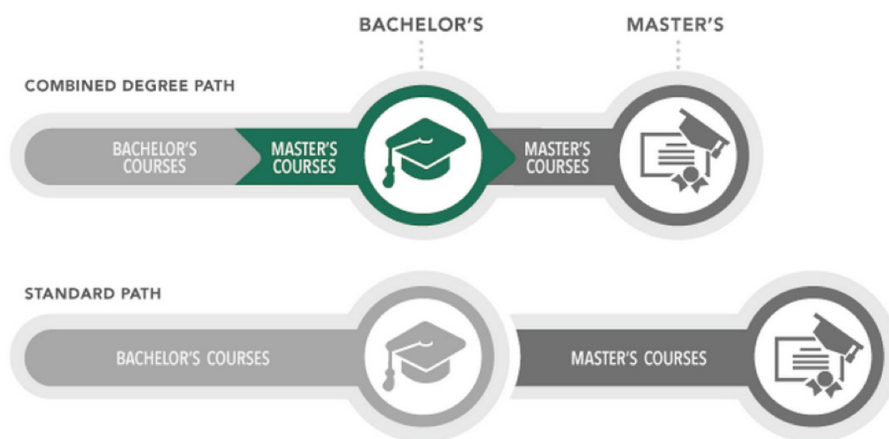 BACHELOR'S
MASTER'S
COMBINED DEGREE PATH
BACHELOR'S
COURSES
MASTER'S
COURSES
MASTER'S
COURSES
STANDARD PATH
BACHELOR'S COURSES
MASTER'S COURSES